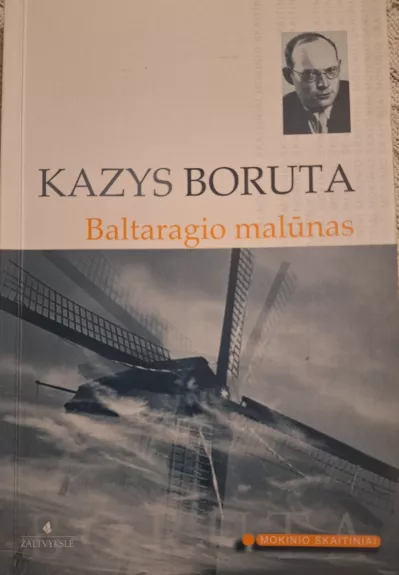 KAZYS BORUTA
Baltaragio malūnas
ŽALTVYKSLĖ
MOKINIO SKAITINIAI